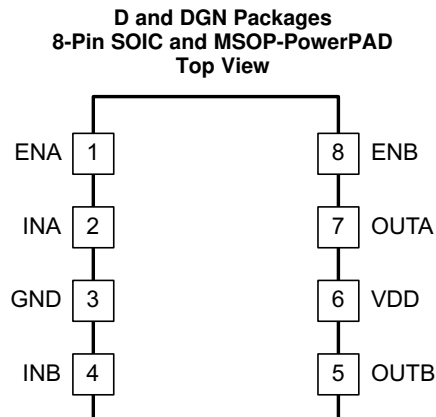 D and DGN Packages
8-Pin SOIC and MSOP-PowerPAD
Top View
ENA 1 8 ENB
INA 2 7 OUTA
GND 3 6 VDD
INB 4 5 OUTB